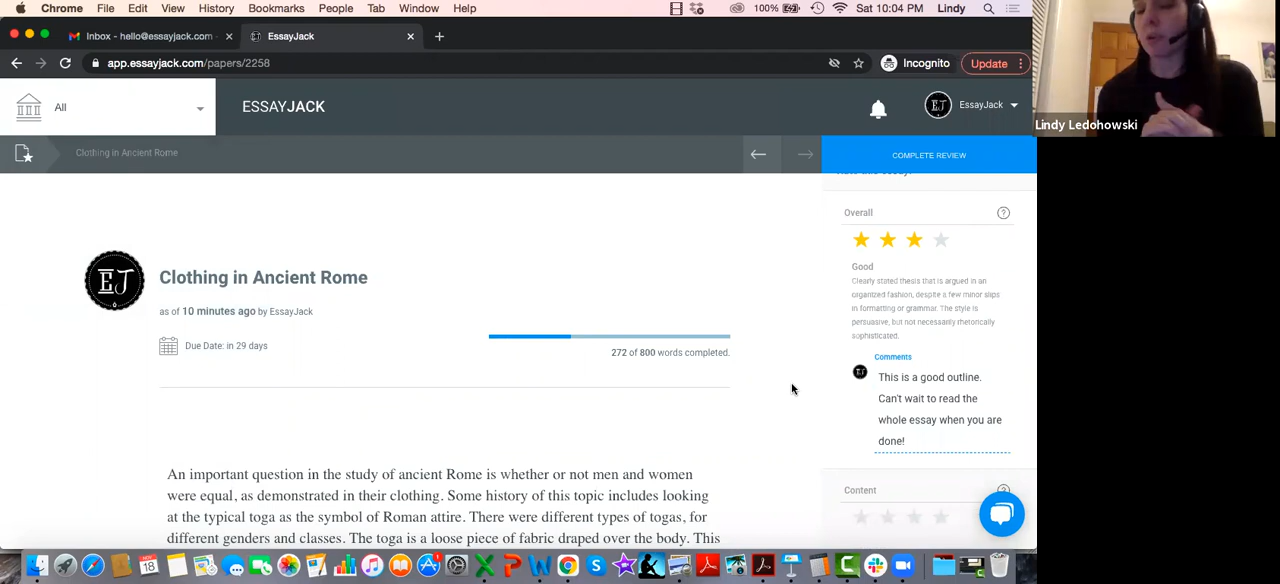 Chrome File Edit View History Bookmarks People Tab Window Help 100% Sat 10:04 PM Lindy
Inbox - hello@essayjack.com
EssayJack
app.essayjack.com/papers/2258
Incognito
Update
All
ESSAYJACK
EJ
EssayJack
Lindy Ledohowski
Clothing in Ancient Rome
COMPLETE REVIEW
EJ
Clothing in Ancient Rome
as of 10 minutes ago by EssayJack
Due Date: in 29 days
272 of 800 words completed.
An important question in the study of ancient Rome is whether or not men and women
were equal, as demonstrated in their clothing. Some history of this topic includes looking
at the typical toga as the symbol of Roman attire. There were different types of togas, for
different genders and classes. The toga is a loose piece of fabric draped over the body. This
Overall
?
Good
Clearly stated thesis that is argued in an
organized fashion, despite a few minor slips
in formatting or grammar. The style is
persuasive, but not necessarily rhetorically
sophisticated.
Comments
This is a good outline.
Can't wait to read the
whole essay when you are
done!
Content
NOV
18